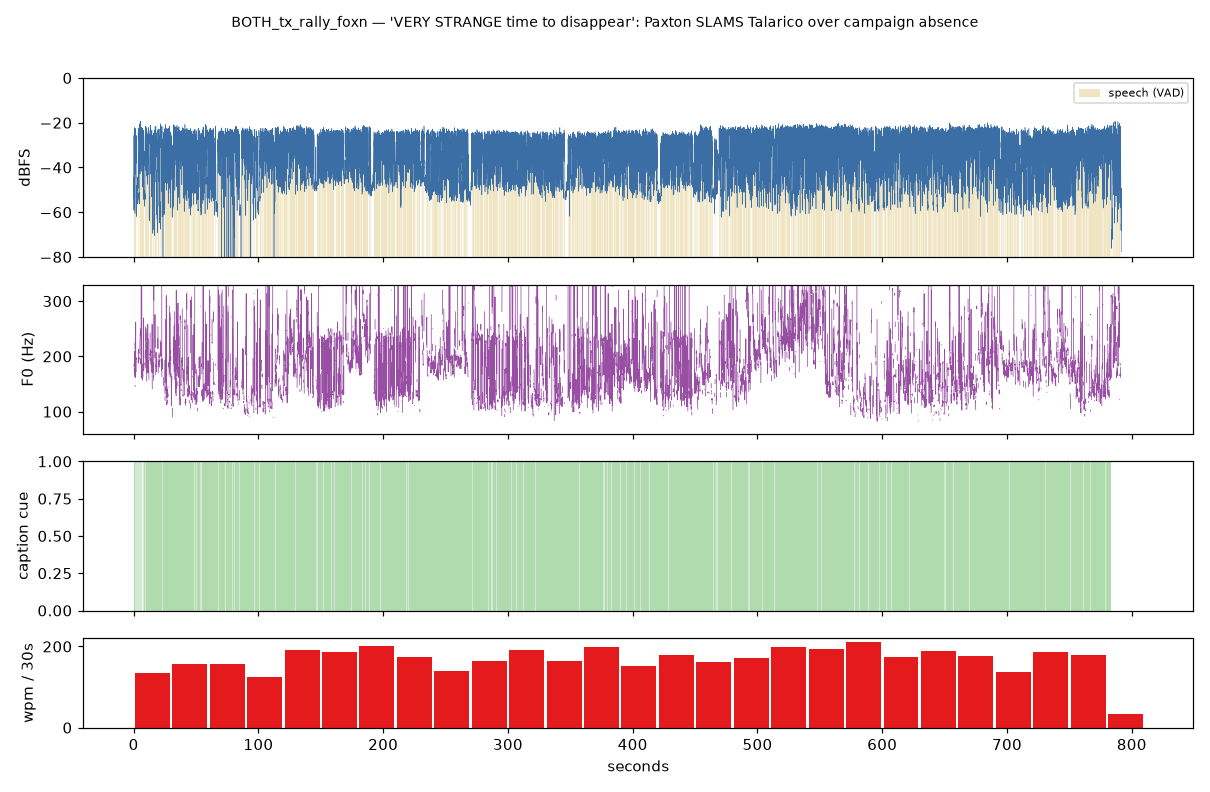 BOTH_tx_rally_foxn — 'VERY STRANGE time to disappear': Paxton SLAMS Talarico over campaign absence
0
−20
−40
−60
−80
dBFS
speech (VAD)
300
200
100
F0 (Hz)
1.00
0.75
0.50
0.25
0.00
caption cue
200
0
wpm / 30s
0 100 200 300 400 500 600 700 800
seconds